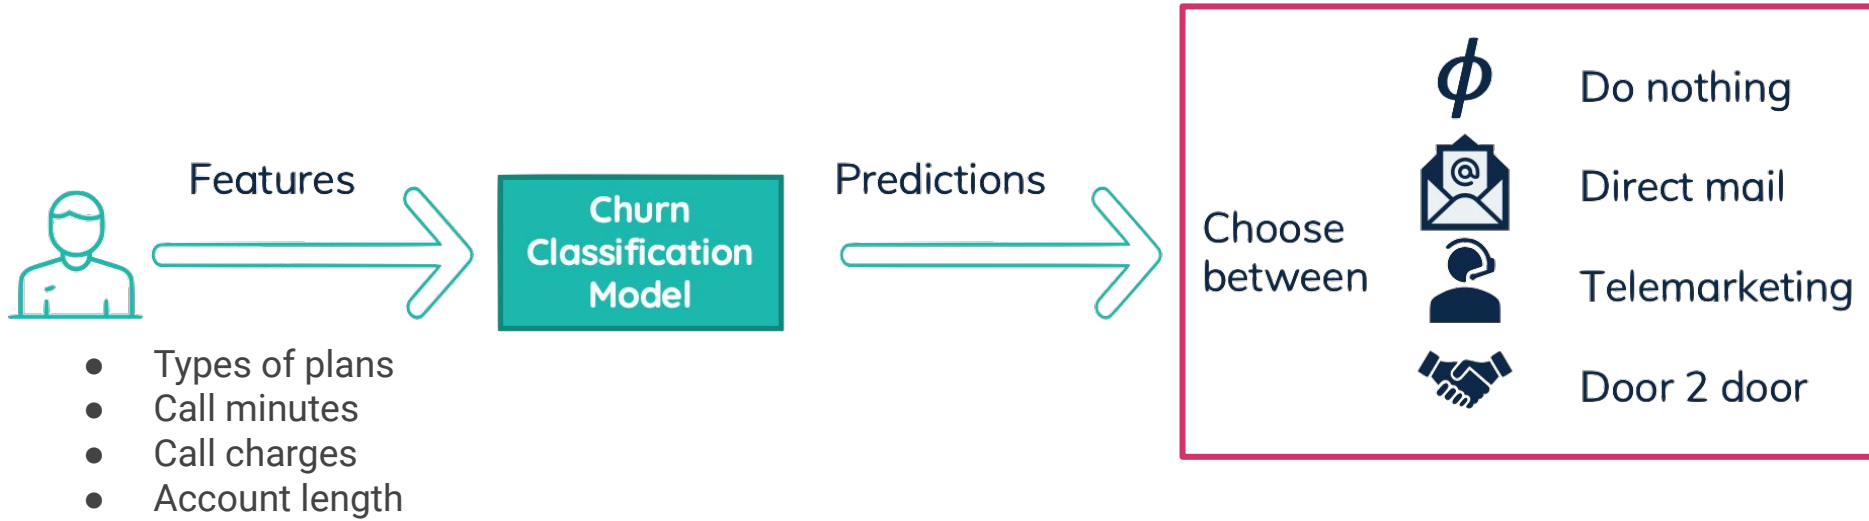 Features
Churn
Classification
Model
Predictions
Choose
between
ϕ
Do nothing
@
Direct mail
Telemarketing
Door 2 door
● Types of plans
● Call minutes
● Call charges
● Account length